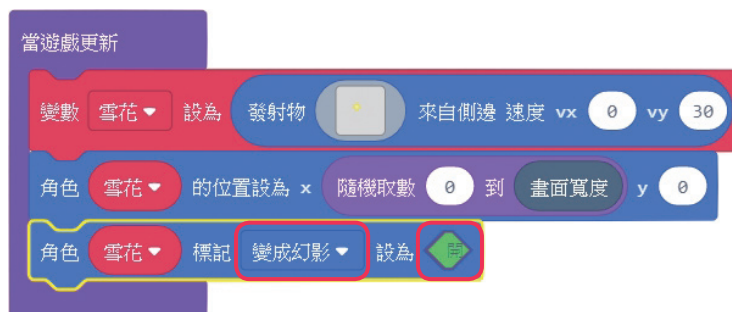 當遊戲更新
變數 雪花 設為 發射物 來自側邊 速度 vx 0 vy 30
角色 雪花 的位置設為 x 隨機取數 0 到 畫面寬度 y 0
角色 雪花 標記 變成幻影 設為 開